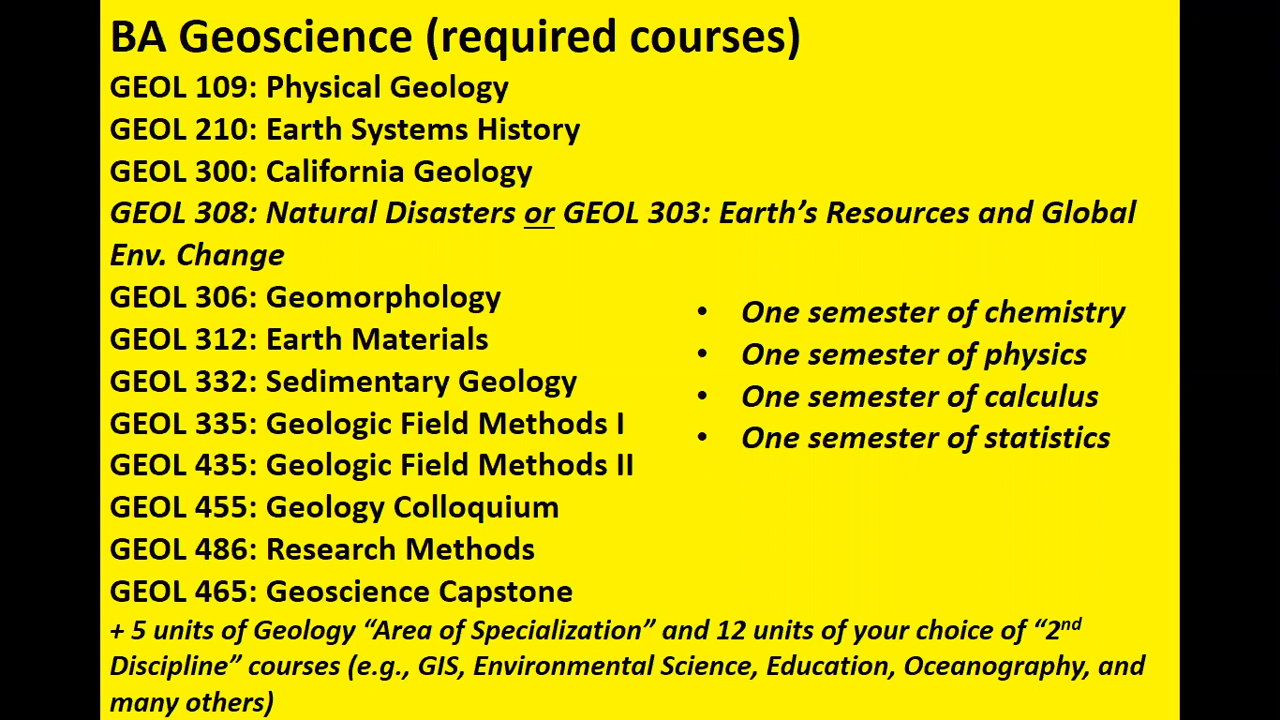 BA Geoscience (required courses)
GEOL 109: Physical Geology
GEOL 210: Earth Systems History
GEOL 300: California Geology
GEOL 308: Natural Disasters or GEOL 303: Earth’s Resources and Global
Env. Change
GEOL 306: Geomorphology
GEOL 312: Earth Materials
GEOL 332: Sedimentary Geology
GEOL 335: Geologic Field Methods I
GEOL 435: Geologic Field Methods II
GEOL 455: Geology Colloquium
GEOL 486: Research Methods
GEOL 465: Geoscience Capstone
• One semester of chemistry
• One semester of physics
• One semester of calculus
• One semester of statistics
+ 5 units of Geology “Area of Specialization” and 12 units of your choice of “2nd
Discipline” courses (e.g., GIS, Environmental Science, Education, Oceanography, and
many others)